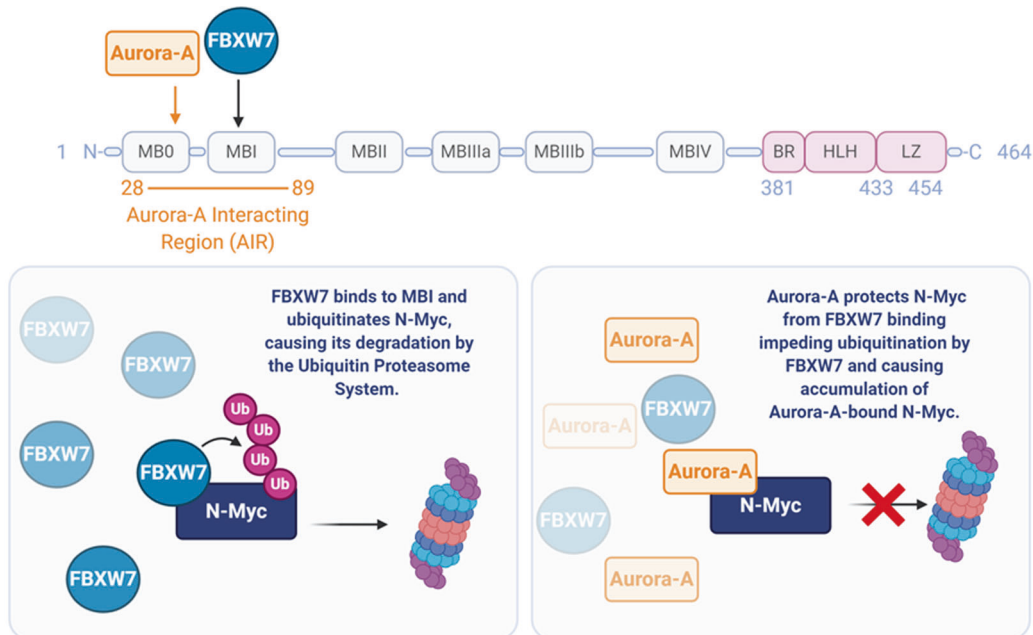 Aurora-A
FBXW7
1 N- MB0 MBI MBII MBIIIa MBIIIb MBIV BR HLH LZ -C 464
28 89 381 433 454
Aurora-A Interacting
Region (AIR)
FBXW7 binds to MBI and
ubiquitinates N-Myc,
causing its degradation by
the Ubiquitin Proteasome
System.
FBXW7
FBXW7
FBXW7
FBXW7
Ub
Ub
Ub
Ub
N-Myc
FBXW7
Aurora-A protects N-Myc
from FBXW7 binding
impeding ubiquitination by
FBXW7 and causing
accumulation of
Aurora-A-bound N-Myc.
Aurora-A
FBXW7
Aurora-A
Aurora-A
N-Myc
FBXW7
Aurora-A